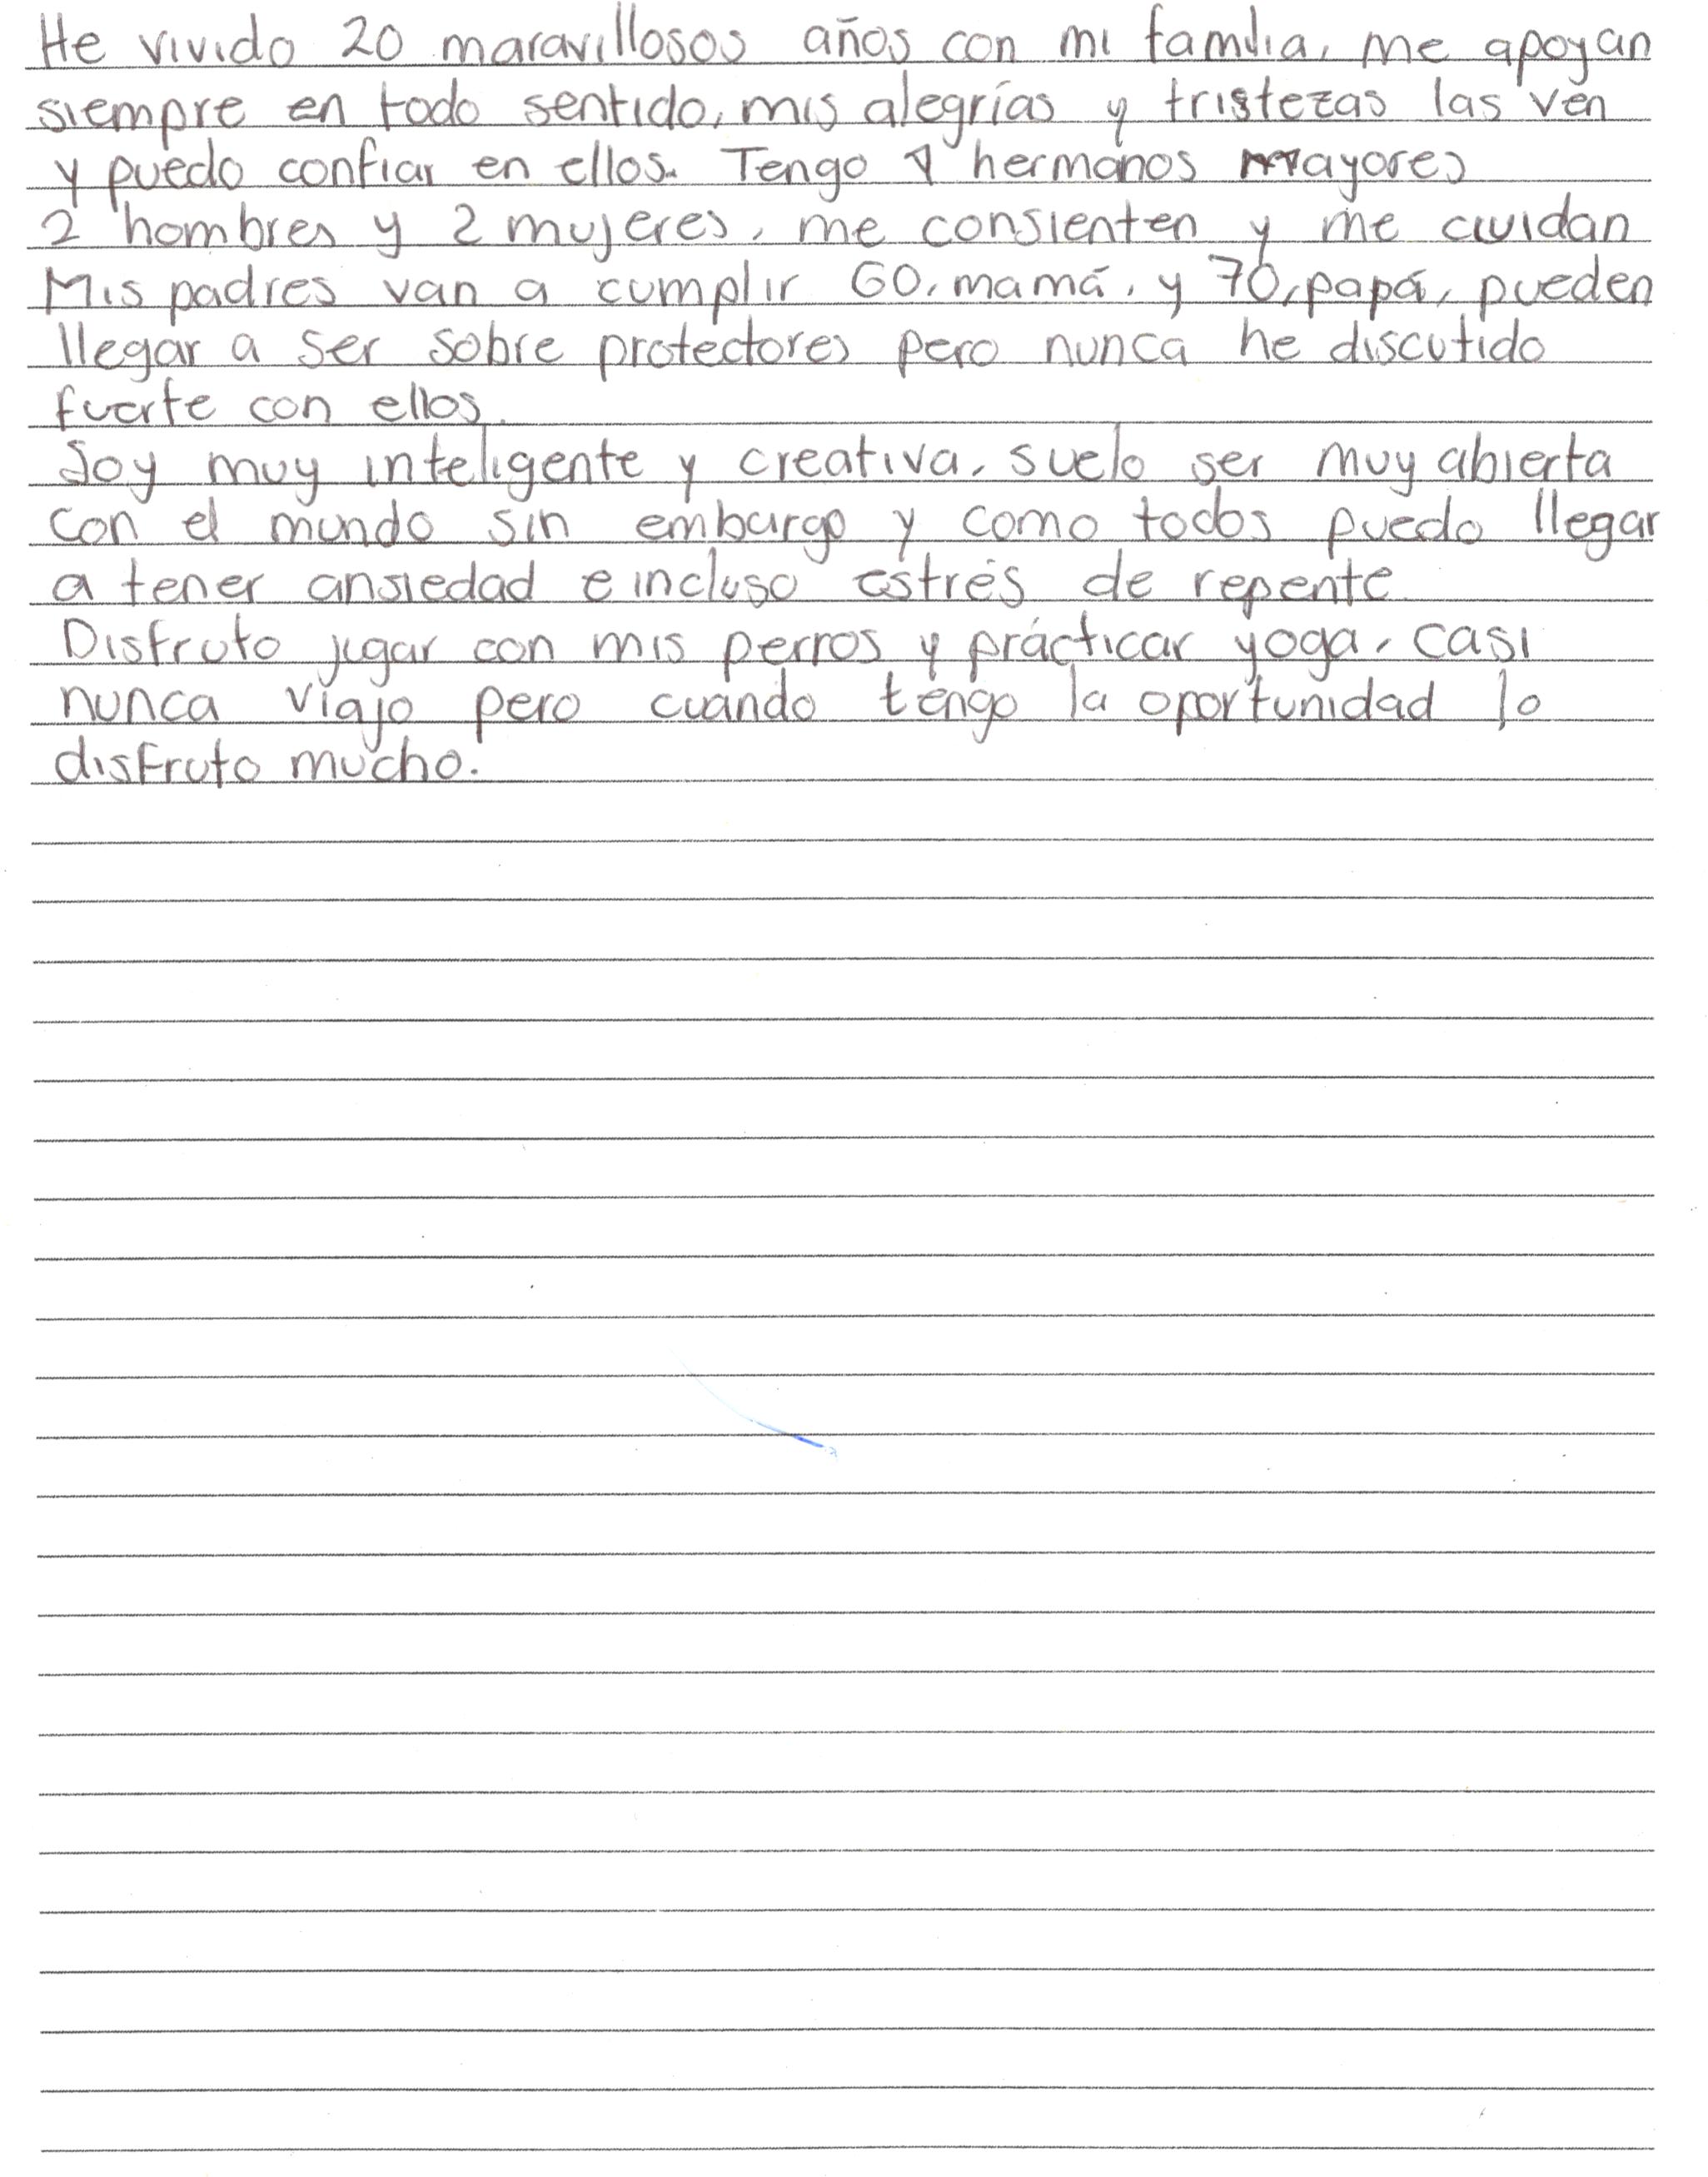 He vivido 20 maravillosos años con mi familia, me apoyan
siempre en todo sentido, mis alegrías y tristezas las ven
y puedo confiar en ellos. Tengo 4 hermanos mayores
2 hombres y 2 mujeres, me consienten y me cuidan
Mis padres van a cumplir 60, mamá, y 70, papá, pueden
llegar a ser sobre protectores pero nunca he discutido
fuerte con ellos.
Soy muy inteligente y creativa, suelo ser muy abierta
con el mundo sin embargo y como todos puedo llegar
a tener ansiedad e incluso estrés de repente.
Disfruto jugar con mis perros y prácticar yoga, casi
nunca viajo pero cuando tengo la oportunidad lo
disfruto mucho.